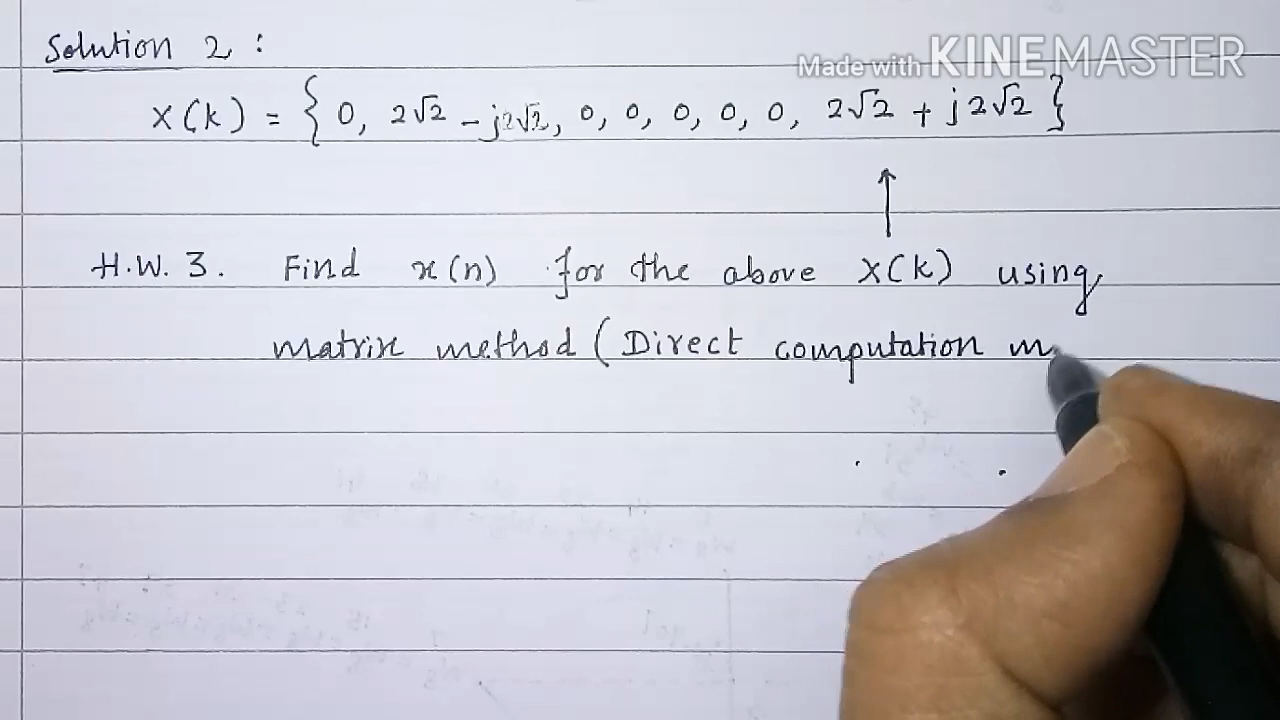 Solution 2 :
Made with KINEMASTER
X(k) = { 0, 2√2 - j2√2, 0, 0, 0, 0, 0, 2√2 + j2√2 }
H.W. 3. Find x(n) for the above X(k) using
matrix method (Direct computation m